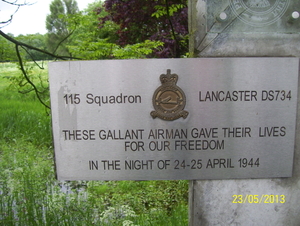 115 Squadron LANCASTER DS734
THESE GALLANT AIRMAN GAVE THEIR LIVES
FOR OUR FREEDOM
IN THE NIGHT OF 24-25 APRIL 1944
23/05/2013